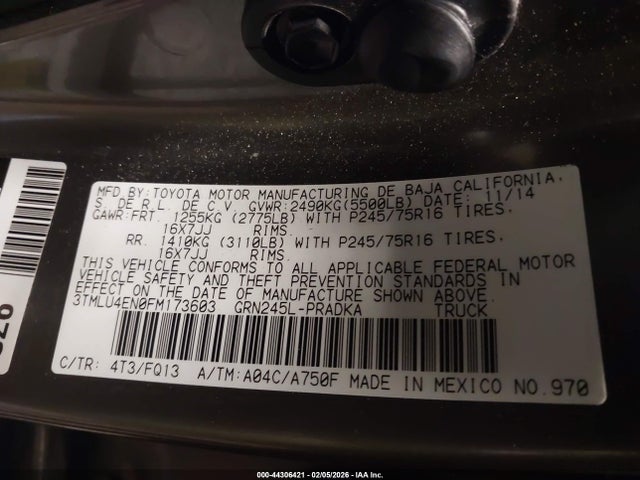 MFD.BY:TOYOTA MOTOR MANUFACTURING DE BAJA CALIFORNIA,
S. DE R.L. DE C.V. GVWR:2490KG(5500LB) DATE: 11/14
GAWR:FRT. 1255KG (2775LB) WITH P245/75R16 TIRES,
16X7JJ RIMS.
RR. 1410KG (3110LB) WITH P245/75R16 TIRES,
16X7JJ RIMS.
THIS VEHICLE CONFORMS TO ALL APPLICABLE FEDERAL MOTOR
VEHICLE SAFETY AND THEFT PREVENTION STANDARDS IN
EFFECT ON THE DATE OF MANUFACTURE SHOWN ABOVE.
3TMLU4EN0FM173603 GRN245L-PRADKA TRUCK
C/TR: 4T3/FQ13 A/TM:A04C/A750F MADE IN MEXICO NO.970
000-44306421 - 02/05/2026 - IAA Inc.